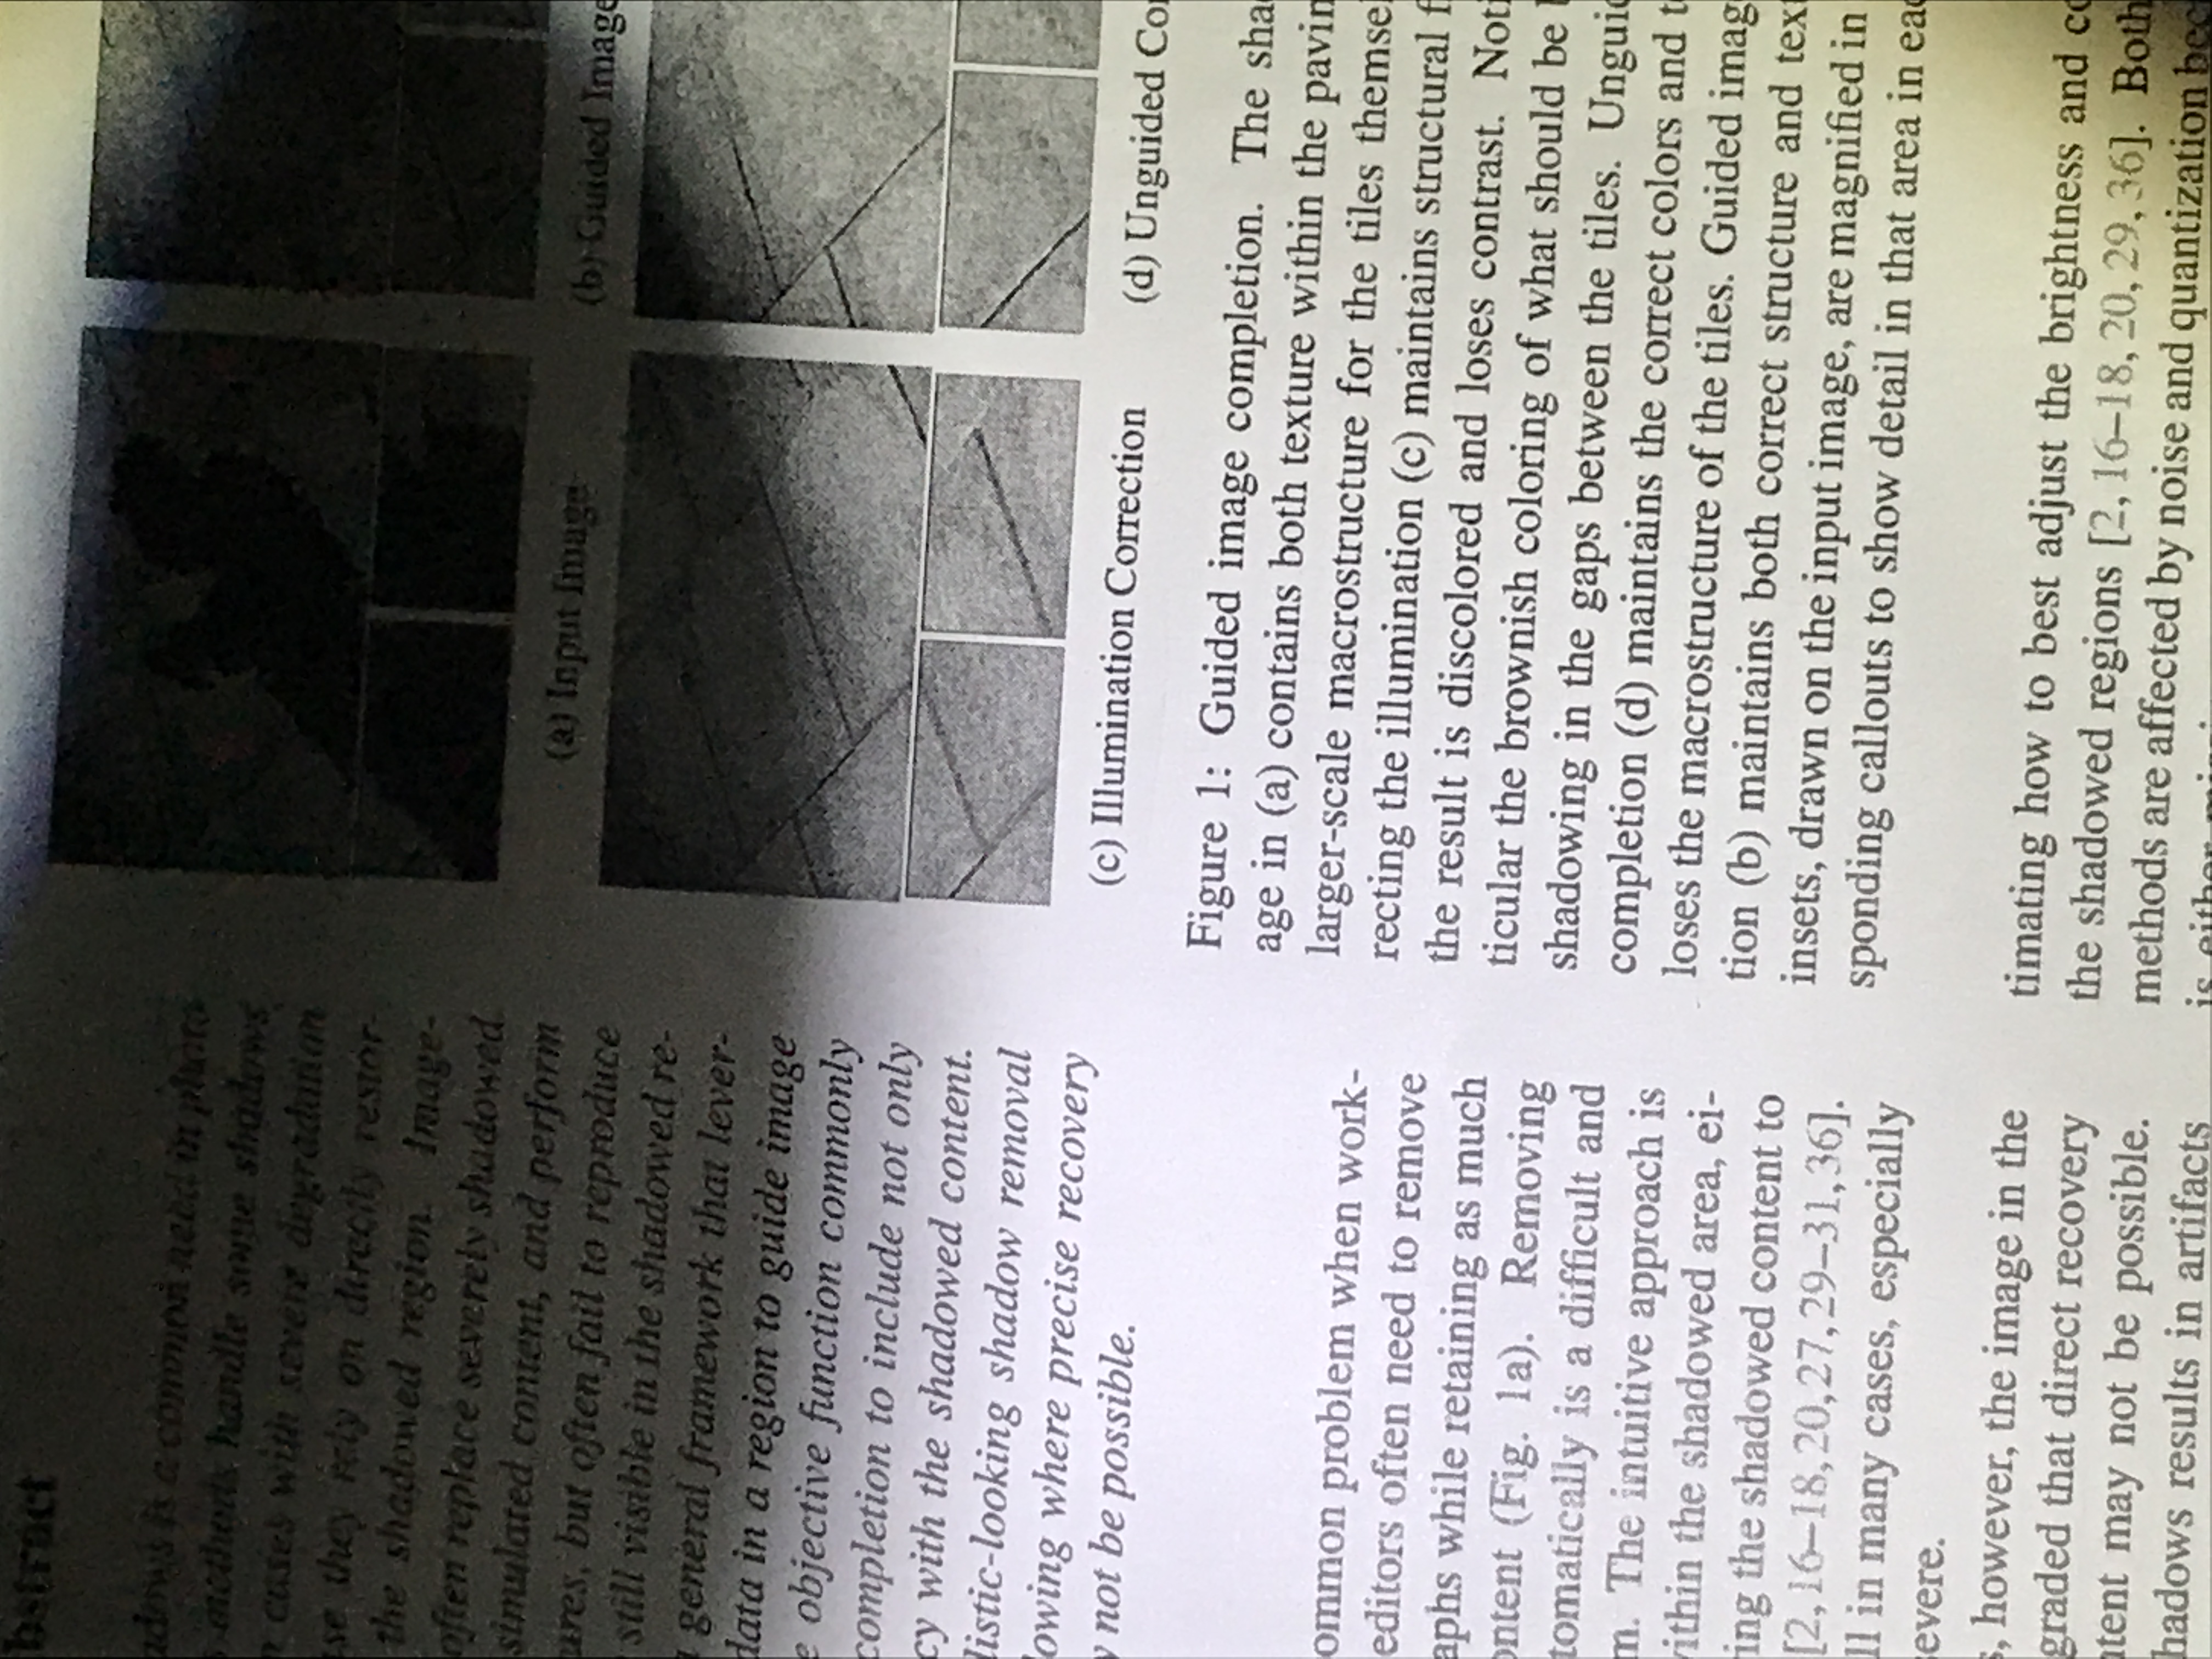 bstract
adows is a common need in photo-
methods handle some shadows,
n cases with severe degradation
use they rely on directly restor-
the shadowed region. Image-
often replace severely shadowed
simulated content, and perform
ures, but often fail to reproduce
still visible in the shadowed re-
general framework that lever-
data in a region to guide image
e objective function commonly
completion to include not only
cy with the shadowed content.
listic-looking shadow removal
owing where precise recovery
y not be possible.
ommon problem when work-
editors often need to remove
aphs while retaining as much
ontent (Fig. 1a). Removing
tomatically is a difficult and
m. The intuitive approach is
vithin the shadowed area, ei-
ing the shadowed content to
[2, 16–18, 20, 27, 29–31, 36].
ll in many cases, especially
severe.
s, however, the image in the
graded that direct recovery
ntent may not be possible.
hadows results in artifacts
(a) Input Image
(b) Guided Image
(c) Illumination Correction
(d) Unguided Co
Figure 1: Guided image completion. The sha
age in (a) contains both texture within the pavin
larger-scale macrostructure for the tiles themsel
recting the illumination (c) maintains structural f
the result is discolored and loses contrast. Noti
ticular the brownish coloring of what should be
shadowing in the gaps between the tiles. Unguid
completion (d) maintains the correct colors and t
loses the macrostructure of the tiles. Guided imag
tion (b) maintains both correct structure and text
insets, drawn on the input image, are magnified in
sponding callouts to show detail in that area in eac
timating how to best adjust the brightness and co
the shadowed regions [2, 16–18, 20, 29, 36]. Both
methods are affected by noise and quantization bec
is either